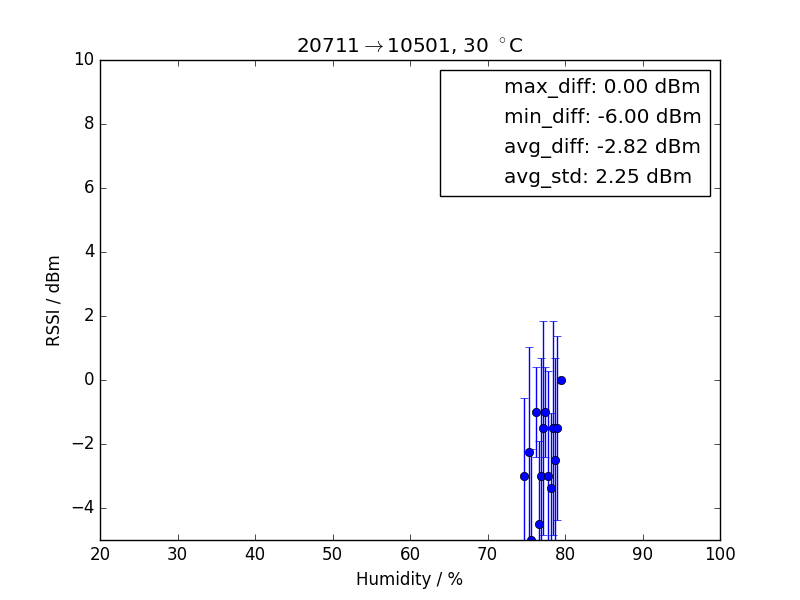 20711→10501, 30 °C
max_diff: 0.00 dBm
min_diff: -6.00 dBm
avg_diff: -2.82 dBm
avg_std: 2.25 dBm
10
8
6
4
2
0
−2
−4
RSSI / dBm
20 30 40 50 60 70 80 90 100
Humidity / %